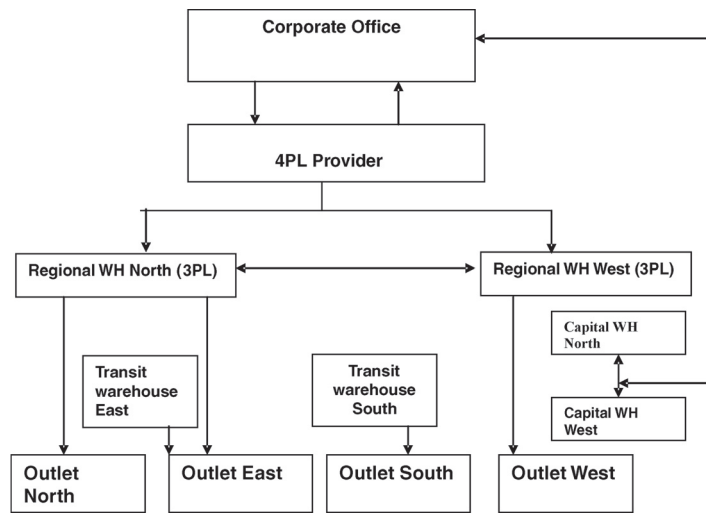 Corporate Office
4PL Provider
Regional WH North (3PL)
Regional WH West (3PL)
Capital WH
North
Transit
warehouse
East
Transit
warehouse
South
Capital WH
West
Outlet
North
Outlet East
Outlet South
Outlet West